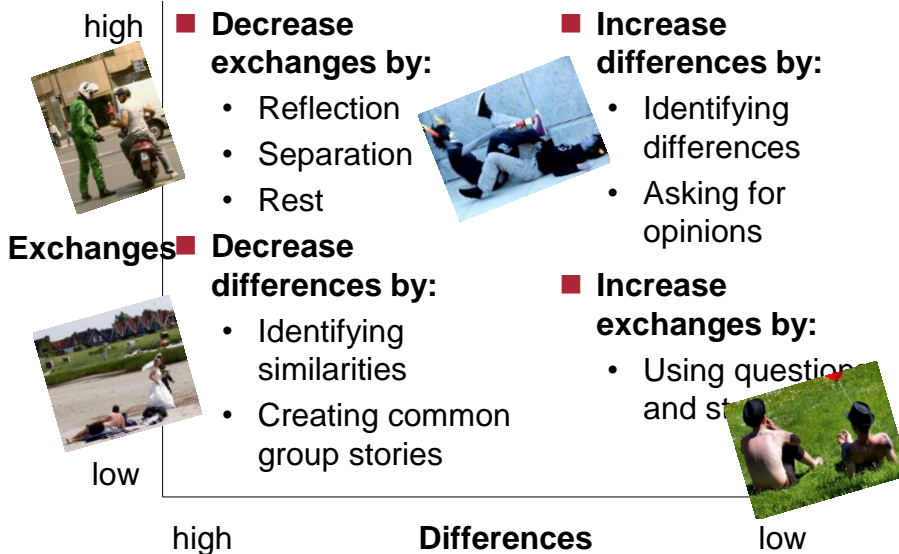 high
Decrease
exchanges by:
• Reflection
• Separation
• Rest
Increase
differences by:
• Identifying
differences
• Asking for
opinions
Exchanges
Decrease
differences by:
• Identifying
similarities
• Creating common
group stories
Increase
exchanges by:
• Using questions
and
low
high
Differences
low